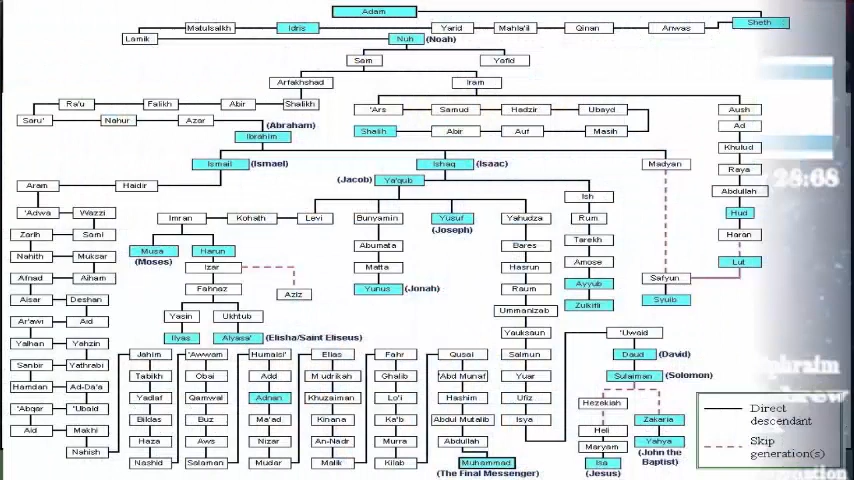 Adam
Sheth
Anwas
Qinan
Mahla'il
Yarid
Idris
Matulsalkh
Lamik
Nuh (Noah)
Sam
Yafid
Arfakhshad
Iram
Shalikh
Abir
Falikh
Ra'u
Saru'
Nahur
Azar
(Abraham)
Ibrahim
'Ars
Samud
Hadzir
Ubayd
Masih
Auf
Abir
Shalih
Aush
Ad
Khulud
Raya
Abdullah
Hud
Haran
Lut
28:68
Ismail (Ismael)
Ishaq (Isaac)
Madyan
Safyun
Syuib
(Jacob) Ya'qub
Aram
Haidir
'Adwa
Wazzi
Zarih
Sami
Nahith
Muksar
Afnad
Aiham
Aisar
Deshan
Ar'awi
Aid
Yalhan
Yahzin
Sanbir
Yathrabi
Hamdan
Ad-Da'a
'Abqar
'Ubaid
Aid
Makhi
Nahish
Imran
Kohath
Levi
Bunyamin
Yusuf
(Joseph)
Yahudza
Ish
Rum
Tarekh
Amose
Ayyub
Zulkifli
Musa
(Moses)
Harun
Izar
Aziz
Fahnaz
Yasin
Ukhtub
Ilyas
Alyasa' (Elisha/Saint Eliseus)
Abumata
Matta
Yunus (Jonah)
Bares
Hasrun
Raum
Ummanizab
Yauksaun
Salmun
Yuar
Ufiz
Isya
'Uwaid
Daud (David)
Sulaiman (Solomon)
Hezekiah
Heli
Maryam
Isa
(Jesus)
Zakaria
Yahya
(John the
Baptist)
Jahim
Tabikh
Yadlaf
Bildas
Haza
Nashid
'Awwam
Obai
Qamwal
Buz
Aws
Salaman
Humaisi'
Add
Adnan
Ma'ad
Nizar
Mudar
Elias
Mudrikah
Khuzaiman
Kinana
An-Nadr
Malik
Fahr
Ghalib
Lo'i
Ka'b
Murra
Kilab
Qusai
'Abd Munaf
Hashim
Abdul Mutalib
Abdullah
Muhammad
(The Final Messenger)
Direct
descendant
Skip
generation(s)